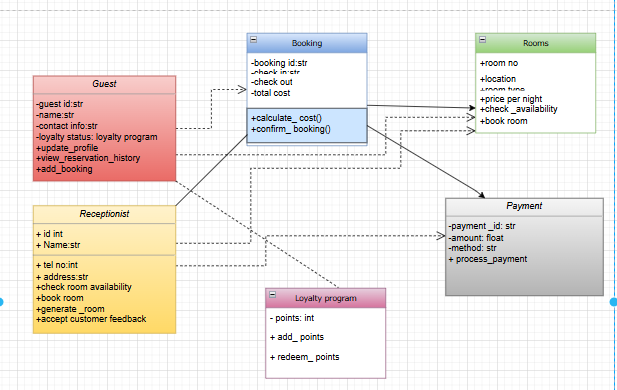 Booking
-booking id:str
-check in:str
-check out
-total cost
+calculate_ cost()
+confirm_ booking()
Rooms
+room no
+location
+room type
+price per night
+check _availability
+book room
Guest
-guest id:str
-name:str
-contact info:str
-loyalty status: loyalty program
+update_profile
+view_reservation_history
+add_booking
Receptionist
+ id int
+ Name:str
+ tel no:int
+ address:str
+check room availability
+book room
+generate _room
+accept customer feedback
Payment
-payment _id: str
-amount: float
-method: str
+ process_payment
Loyalty program
- points: int
+ add_ points
+ redeem_ points